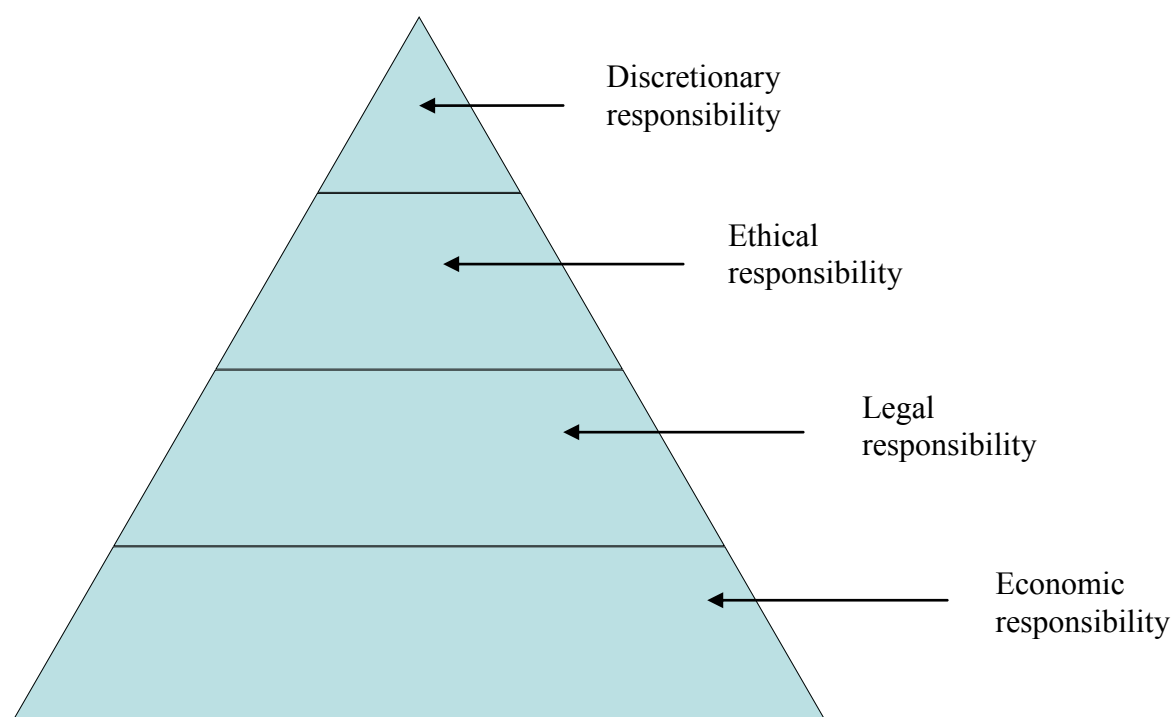 Discretionary
responsibility
Ethical
responsibility
Legal
responsibility
Economic
responsibility